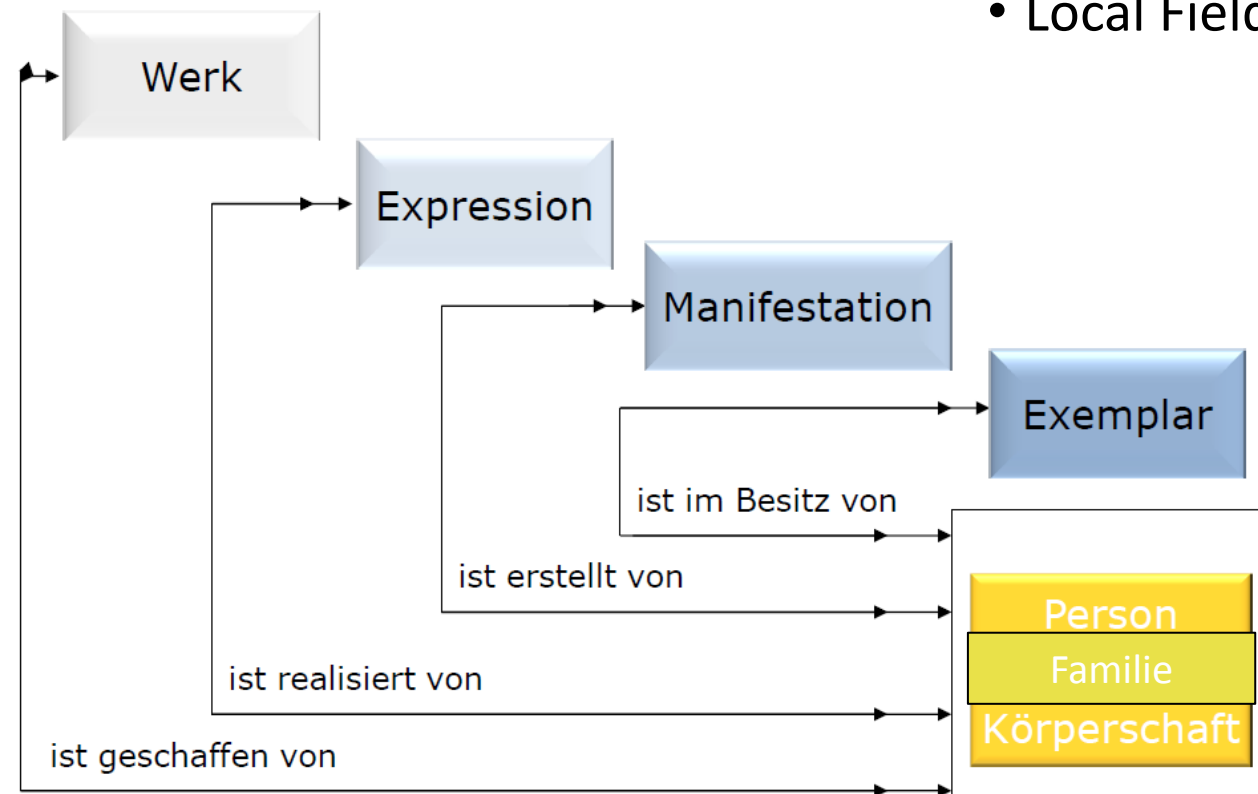 • Local Field
Werk
Expression
Manifestation
Exemplar
ist im Besitz von
ist erstellt von
Person
Familie
ist realisiert von
Körperschaft
ist geschaffen von